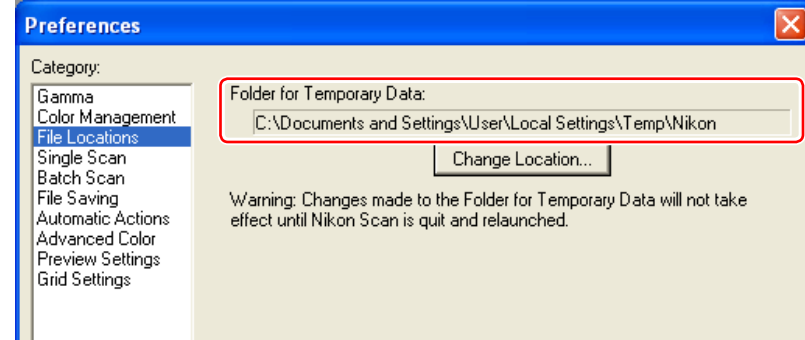 Preferences
Category:
Gamma
Color Management
File Locations
Single Scan
Batch Scan
File Saving
Automatic Actions
Advanced Color
Preview Settings
Grid Settings
Folder for Temporary Data:
C:\Documents and Settings\User\Local Settings\Temp\Nikon
Change Location...
Warning: Changes made to the Folder for Temporary Data will not take
effect until Nikon Scan is quit and relaunched.